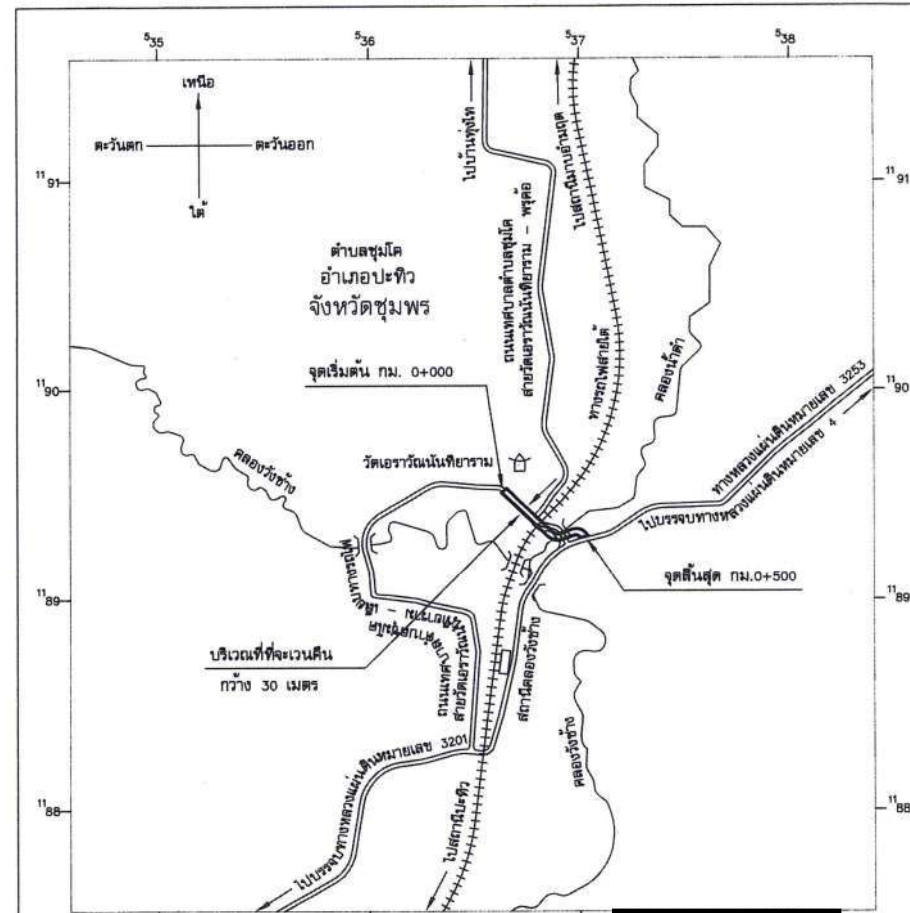 535
536
537
538
เหนือ
ตะวันตก
ตะวันออก
ใต้
1191
1191
ไปบ้านทุ่งไท
ไปสถานีมาบอำมฤต
ตำบลชุมโค
อำเภอปะทิว
จังหวัดชุมพร
ถนนเทศบาลตำบลชุมโค
สายวัดเอราวัณนันทิยาราม - พรุตือ
ทางรถไฟสายใต้
คลองน้ำดำ
จุดเริ่มต้น กม. 0+000
1190
1190
ทางหลวงแผ่นดินหมายเลข 3253
ไปบรรจบทางหลวงแผ่นดินหมายเลข 4
คลองวังช้าง
วัดเอราวัณนันทิยาราม
จุดสิ้นสุด กม.0+500
1189
1189
บริเวณที่ที่จะเวนคืน
กว้าง 30 เมตร
ถนนเทศบาลตำบลชุมโค
สายวัดเอราวัณนันทิยาราม - เลียบทางรถไฟ
สถานีคลองวังช้าง
คลองวังช้าง
1188
1188
ไปบรรจบทางหลวงแผ่นดินหมายเลข 3201
ไปสถานีปะทิว